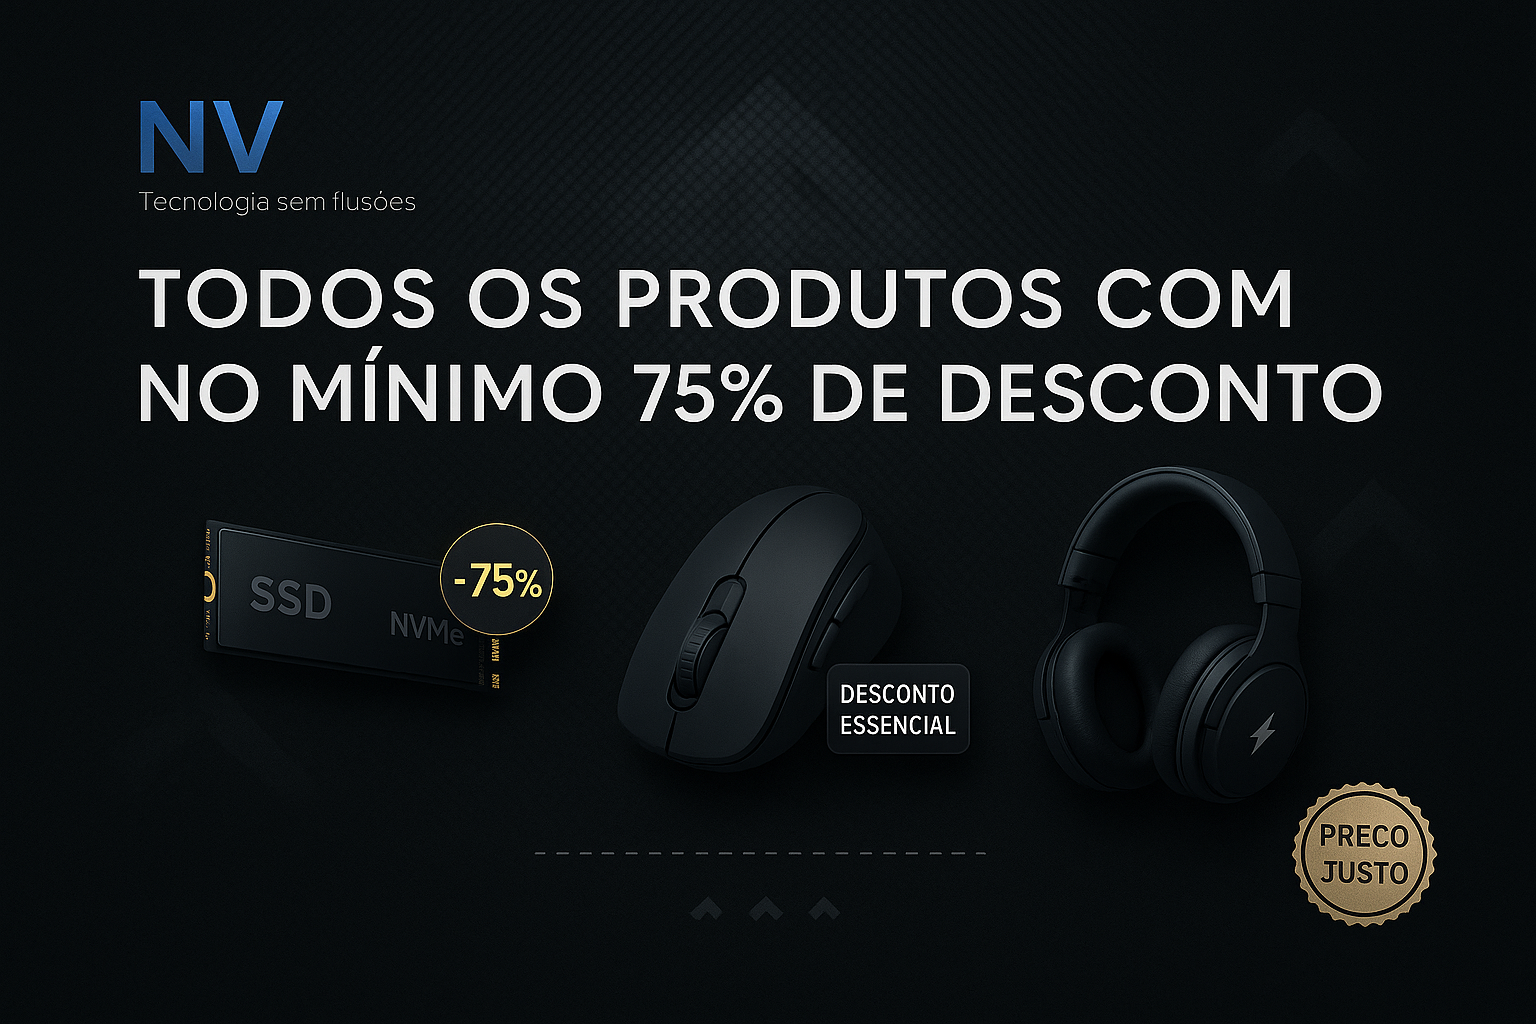 NV
Tecnologia sem flusões
TODOS OS PRODUTOS COM
NO MÍNIMO 75% DE DESCONTO
SSD
NVMe
-75%
DESCONTO
ESSENCIAL
PRECO
JUSTO